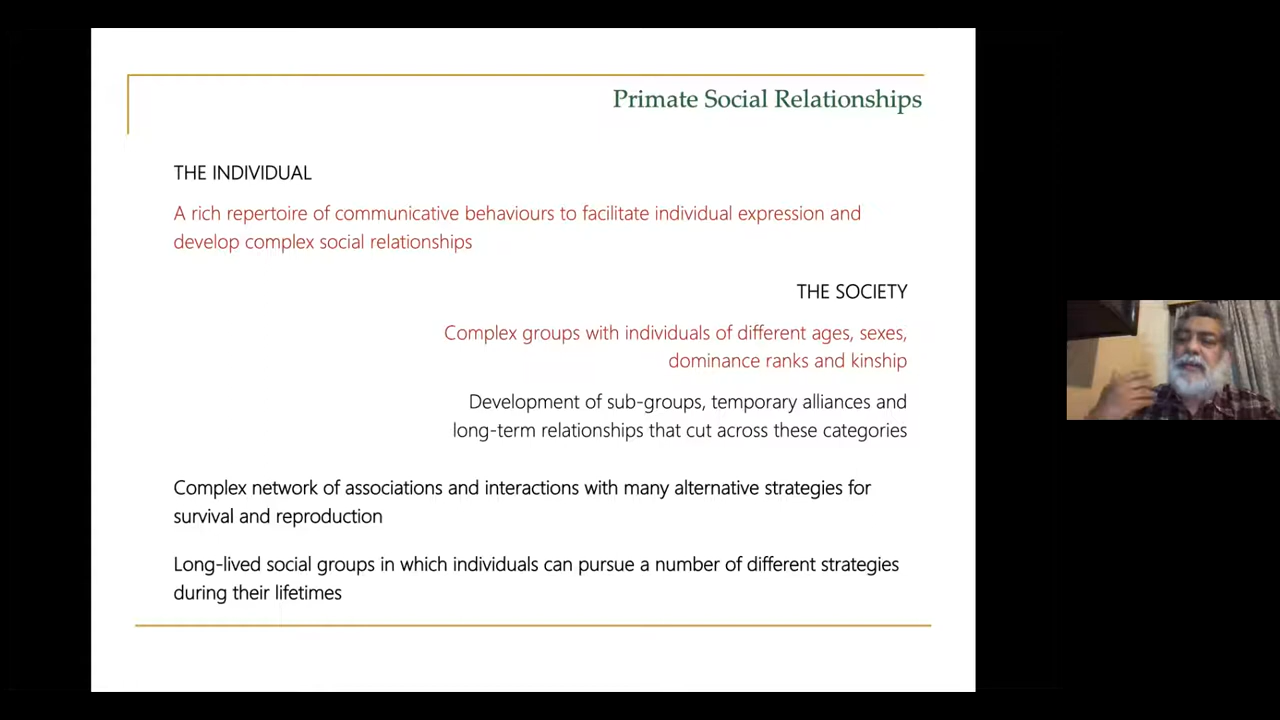 Primate Social Relationships
THE INDIVIDUAL
A rich repertoire of communicative behaviours to facilitate individual expression and
develop complex social relationships
THE SOCIETY
Complex groups with individuals of different ages, sexes,
dominance ranks and kinship
Development of sub-groups, temporary alliances and
long-term relationships that cut across these categories
Complex network of associations and interactions with many alternative strategies for
survival and reproduction
Long-lived social groups in which individuals can pursue a number of different strategies
during their lifetimes